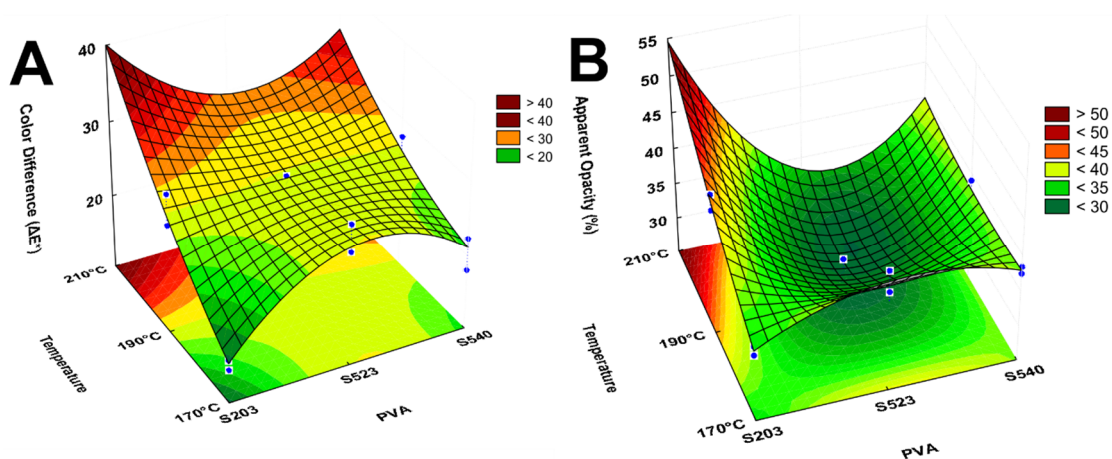 A
Color Difference (ΔE*)
40
30
20
210°C
190°C
170°C
Temperature
S203
S523
S540
PVA
> 40
< 40
< 30
< 20
B
Apparent Opacity (%)
55
50
45
40
35
30
210°C
190°C
170°C
Temperature
S203
S523
S540
PVA
> 50
< 50
< 45
< 40
< 35
< 30